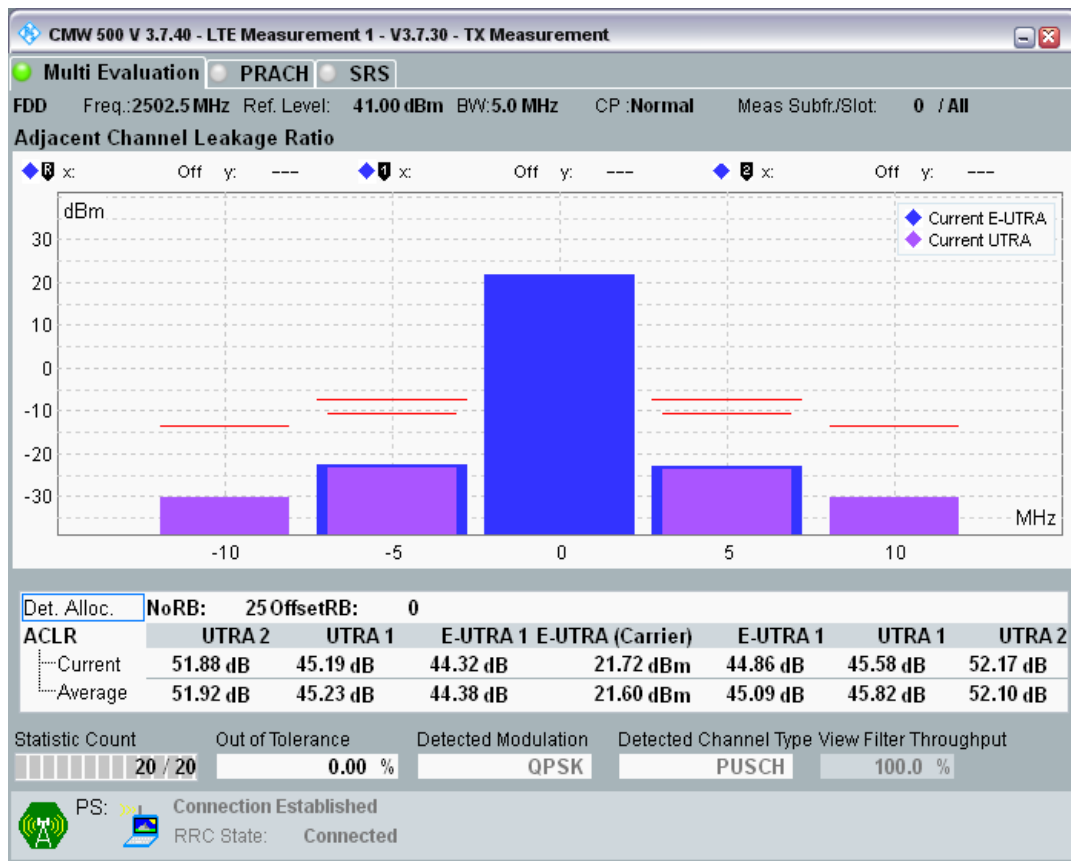 CMW 500 V 3.7.40 - LTE Measurement 1 - V3.7.30 - TX Measurement
Multi Evaluation PRACH SRS
FDD Freq.:2502.5 MHz Ref. Level: 41.00 dBm BW:5.0 MHz CP :Normal Meas Subfr./Slot: 0 / All
Adjacent Channel Leakage Ratio
R x: Off y: --- 1 x: Off y: --- 2 x: Off y: ---
dBm
Current E-UTRA
Current UTRA
30
20
10
0
-10
-20
-30
MHz
-10 -5 0 5 10
Det. Alloc. NoRB: 25 OffsetRB: 0
ACLR UTRA 2 UTRA 1 E-UTRA 1 E-UTRA (Carrier) E-UTRA 1 UTRA 1 UTRA 2
Current 51.88 dB 45.19 dB 44.32 dB 21.72 dBm 44.86 dB 45.58 dB 52.17 dB
Average 51.92 dB 45.23 dB 44.38 dB 21.60 dBm 45.09 dB 45.82 dB 52.10 dB
Statistic Count Out of Tolerance Detected Modulation Detected Channel Type View Filter Throughput
20 / 20 0.00 % QPSK PUSCH 100.0 %
PS: Connection Established
RRC State: Connected